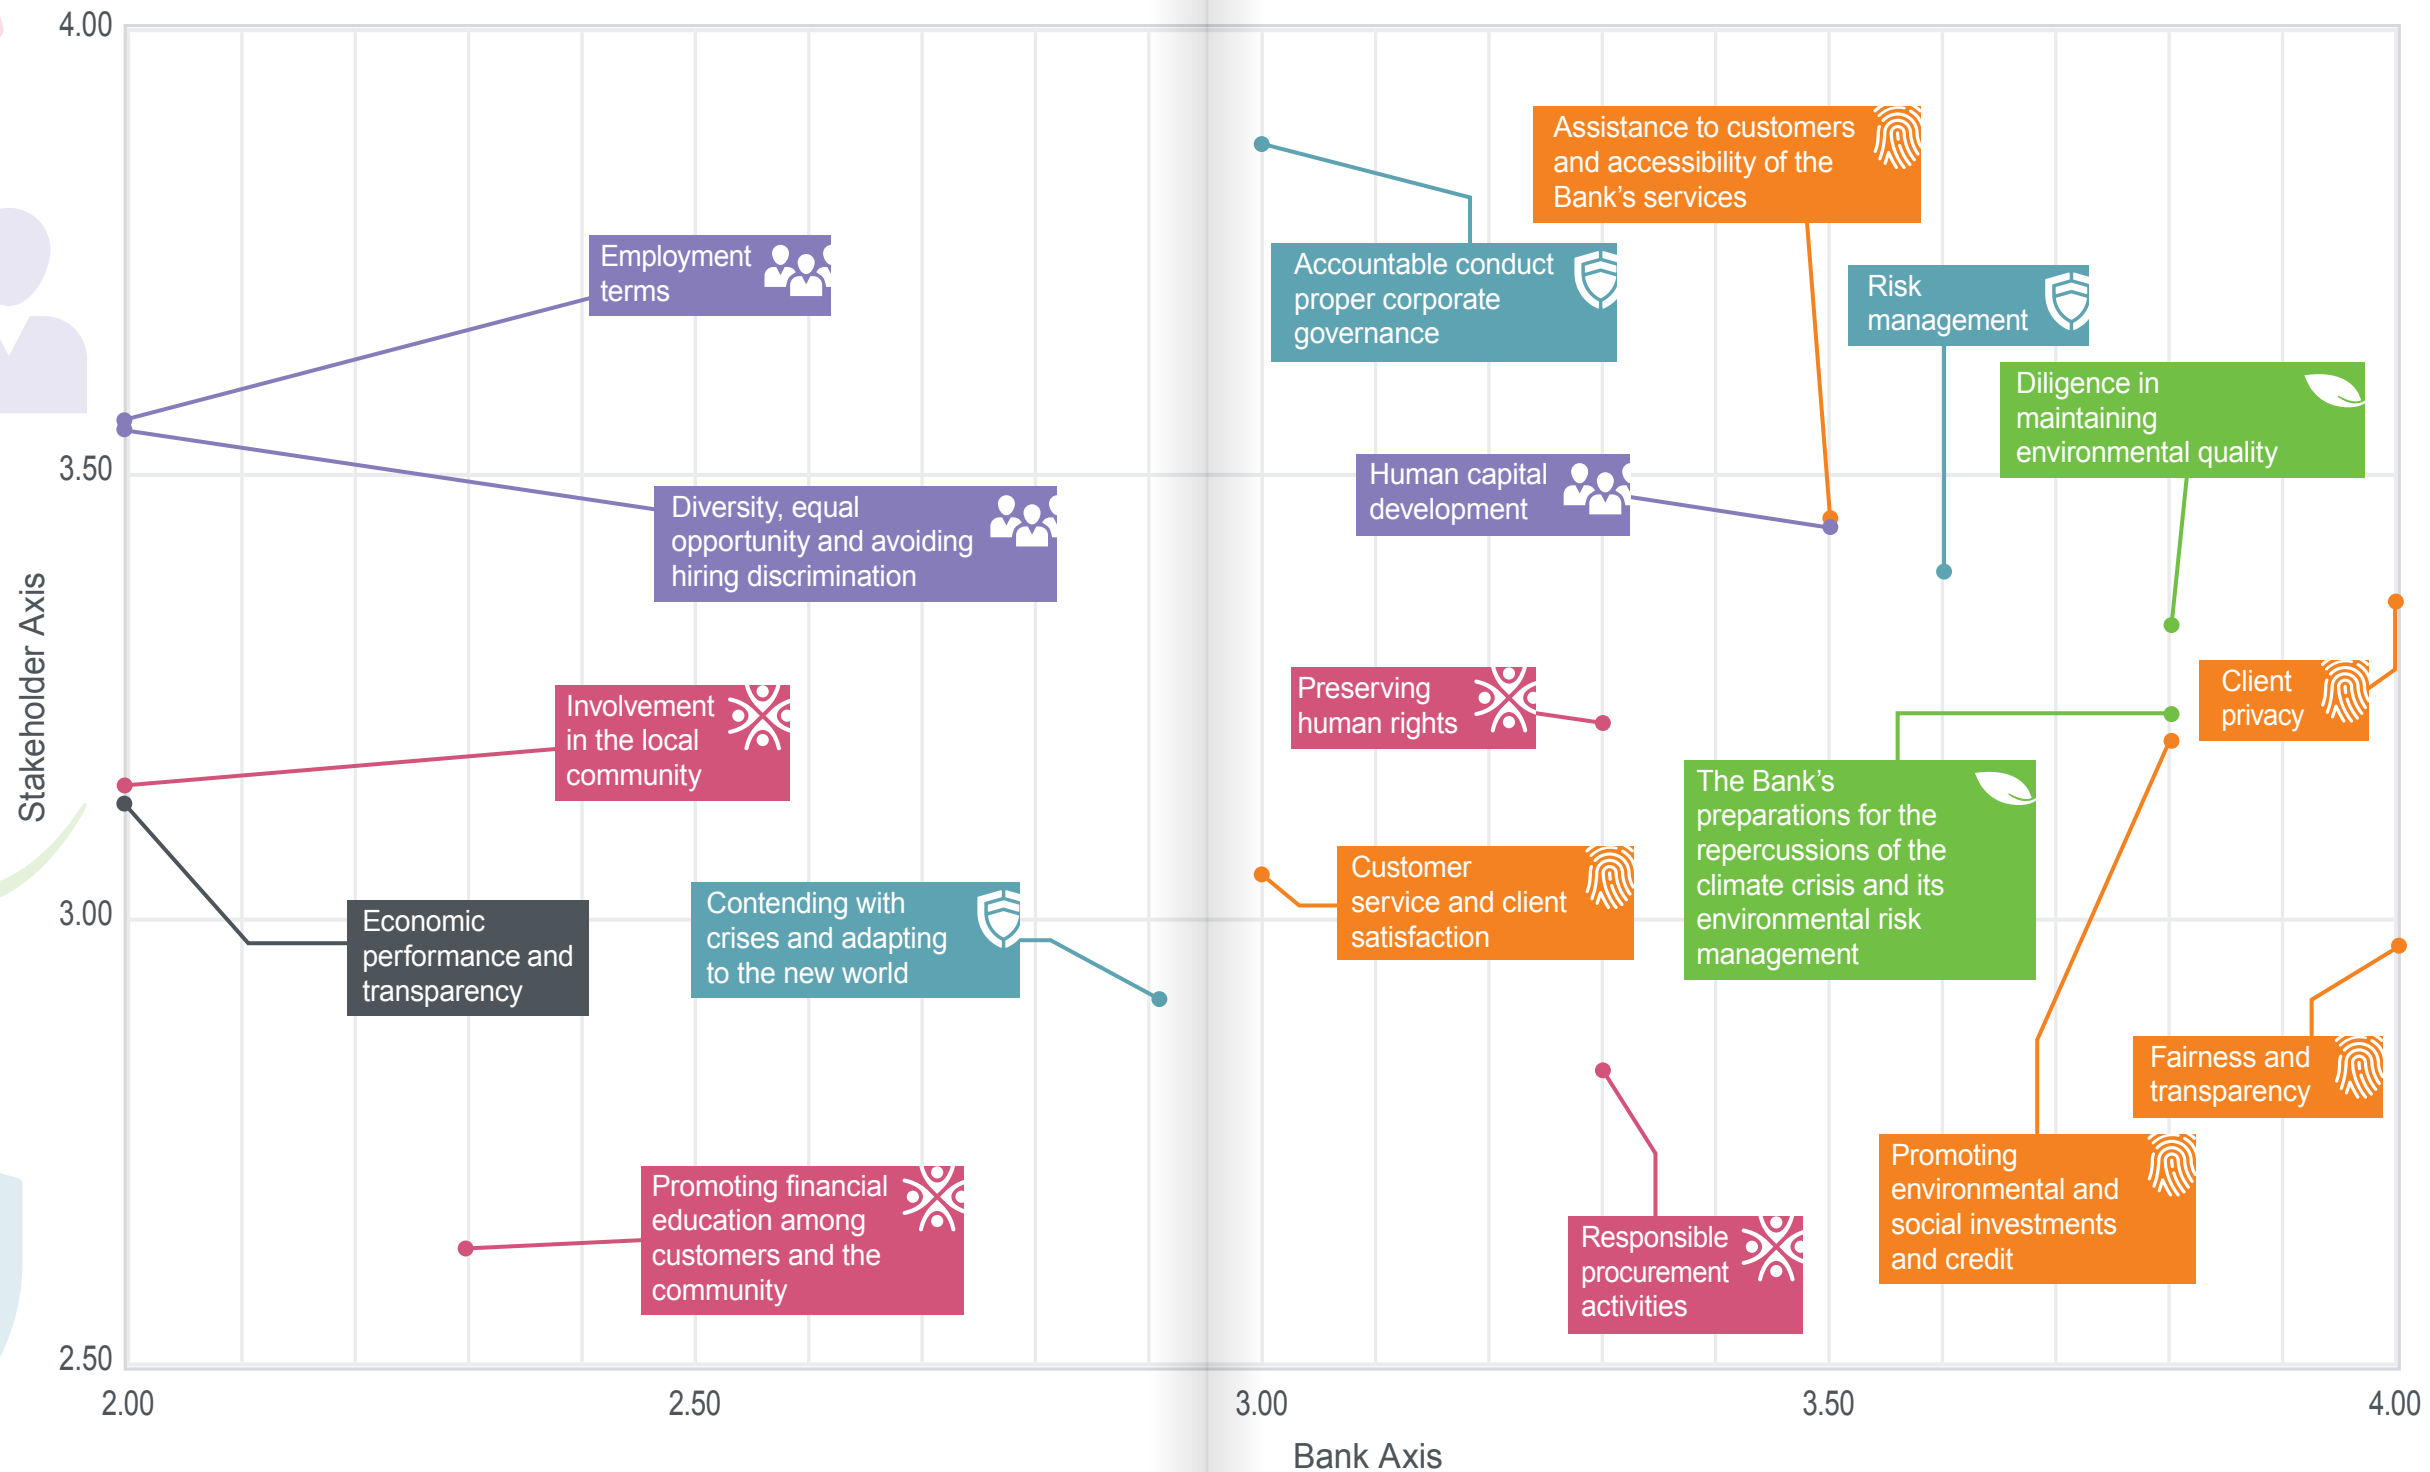 4.00
3.50
3.00
2.50
Stakeholder Axis
Employment
terms
Diversity, equal
opportunity and avoiding
hiring discrimination
Involvement
in the local
community
Economic
performance and
transparency
Contending with
crises and adapting
to the new world
Promoting financial
education among
customers and the
community
Assistance to customers
and accessibility of the
Bank’s services
Accountable conduct
proper corporate
governance
Risk
management
Diligence in
maintaining
environmental quality
Human capital
development
Preserving
human rights
Client
privacy
The Bank’s
preparations for the
repercussions of the
climate crisis and its
environmental risk
management
Customer
service and client
satisfaction
Fairness and
transparency
Promoting
environmental and
social investments
and credit
Responsible
procurement
activities
2.00
2.50
3.00
3.50
4.00
Bank Axis